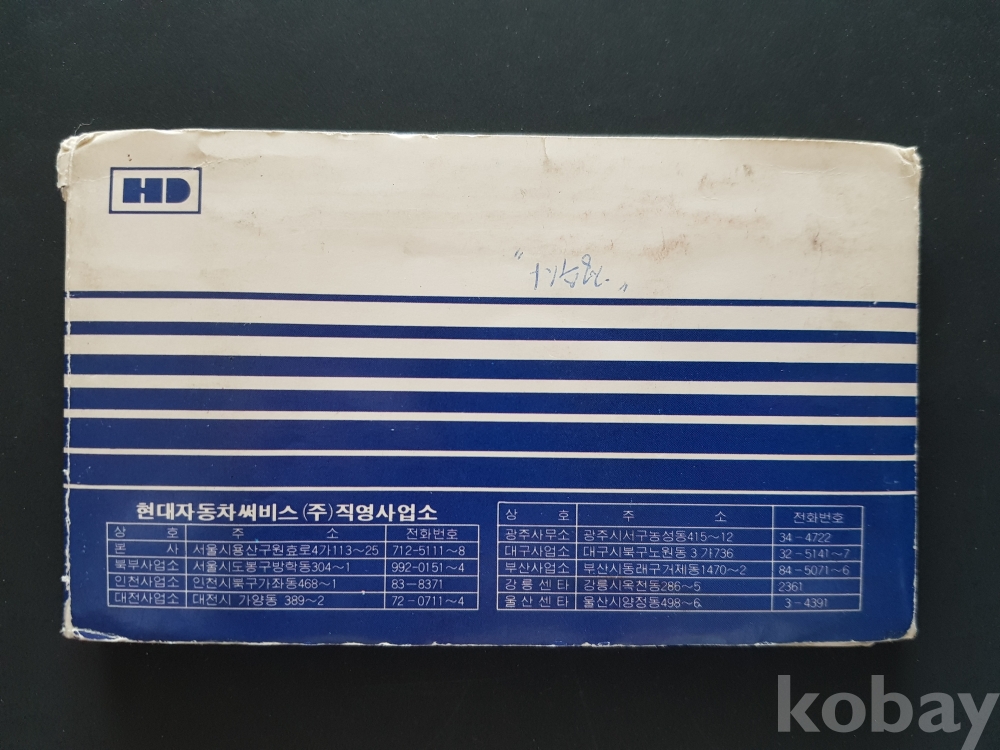 HD
현대자동차써비스(주)직영사업소
상 호 주 소 전화번호
본 사 서울시용산구원효로4가113~25 712-5111~8
북부사업소 서울시도봉구방학동304~1 992-0151~4
인천사업소 인천시북구가좌동468~1 83-8371
대전사업소 대전시 가양동 389~2 72-0711~4
상 호 주 소 전화번호
광주사무소 광주시서구농성동415~12 34-4722
대구사업소 대구시북구노원동3가736 32-5141~7
부산사업소 부산시동래구거제동1470~2 84-5071~6
강릉센타 강릉시옥천동286~5 2361
울산센타 울산시양정동498~6 3-4391
kobay